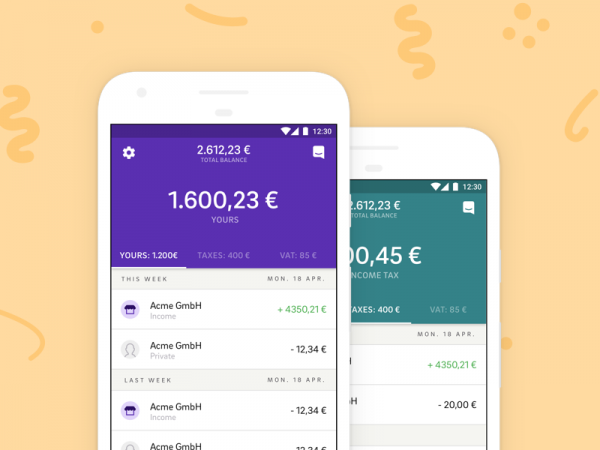 12:30
2.612,23 €
TOTAL BALANCE
1.600,23 €
YOURS
YOURS: 1.200€ TAXES: 400 € VAT: 85 €
THIS WEEK MON. 18 APR.
Acme GmbH + 4350,21 €
Income
Acme GmbH - 12,34 €
Private
LAST WEEK MON. 18 APR.
Acme GmbH - 12,34 €
Income
Acme GmbH - 12,34 €
12:30
2.612,23 €
TOTAL BALANCE
00,45 €
INCOME TAX
TAXES: 400 € VAT: 85 €
MON. 18 APR.
+ 4350,21 €
- 20,00 €